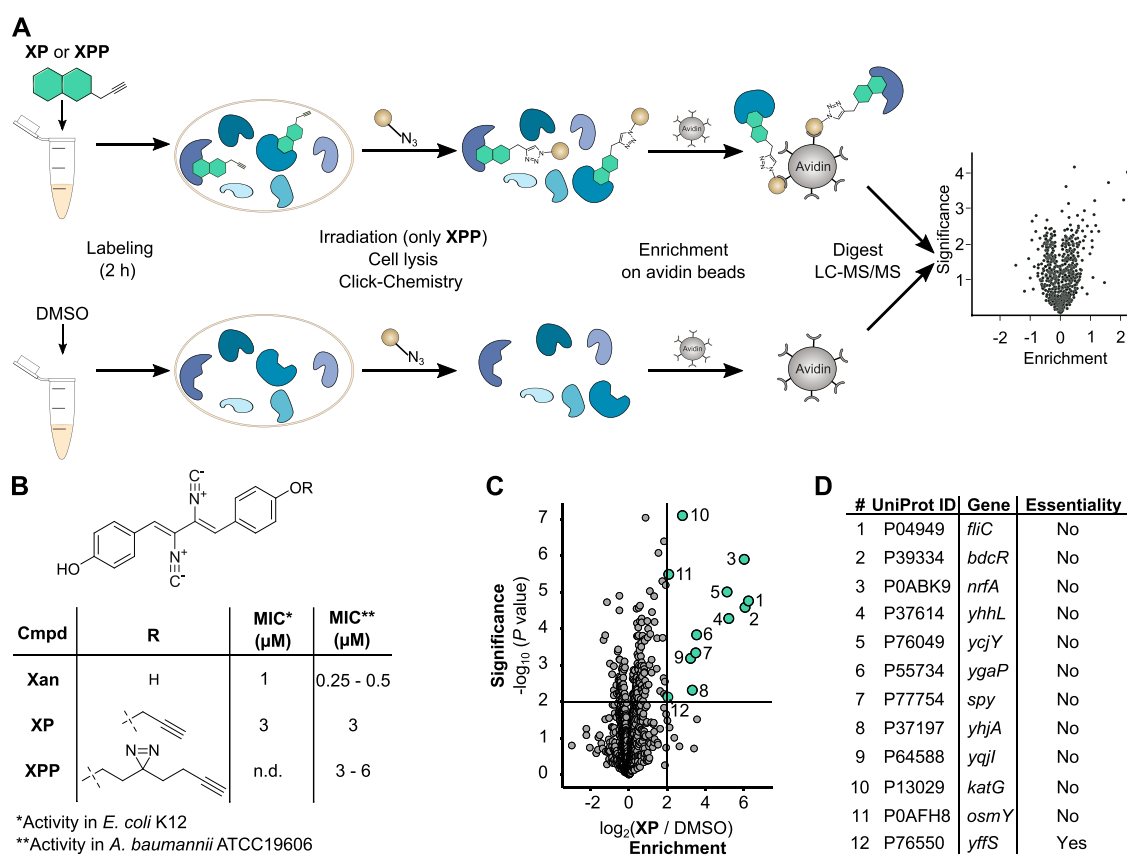 A
XP or XPP
Labeling
(2 h)
N3
Irradiation (only XPP)
Cell lysis
Click-Chemistry
N=N
N
N
N=N
N
N=N
Avidin
Enrichment
on avidin beads
N=N
N
N=N
N
Avidin
Digest
LC-MS/MS
Significance
4
3
2
1
-2 -1 0 1 2
Enrichment
DMSO
N3
Avidin
Avidin
B
C-
N+
OR
HO
N+
C-
Cmpd R MIC* (µM) MIC** (µM)
Xan H 1 0.25 - 0.5
XP 3 3
N=N
XPP n.d. 3 - 6
*Activity in E. coli K12
**Activity in A. baumannii ATCC19606
C
Significance
-log10 (P value)
7
6
5
4
3
2
1
0
10
3
11
5
1
4
2
6
9
7
8
12
-2 0 2 4 6
log2(XP / DMSO)
Enrichment
D
# UniProt ID Gene Essentiality
1 P04949 fliC No
2 P39334 bdcR No
3 P0ABK9 nrfA No
4 P37614 yhhL No
5 P76049 ycjY No
6 P55734 ygaP No
7 P77754 spy No
8 P37197 yhjA No
9 P64588 yqjI No
10 P13029 katG No
11 P0AFH8 osmY No
12 P76550 yffS Yes